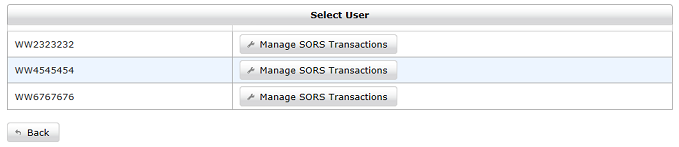 Select User
WW2323232 Manage SORS Transactions
WW4545454 Manage SORS Transactions
WW6767676 Manage SORS Transactions
Back